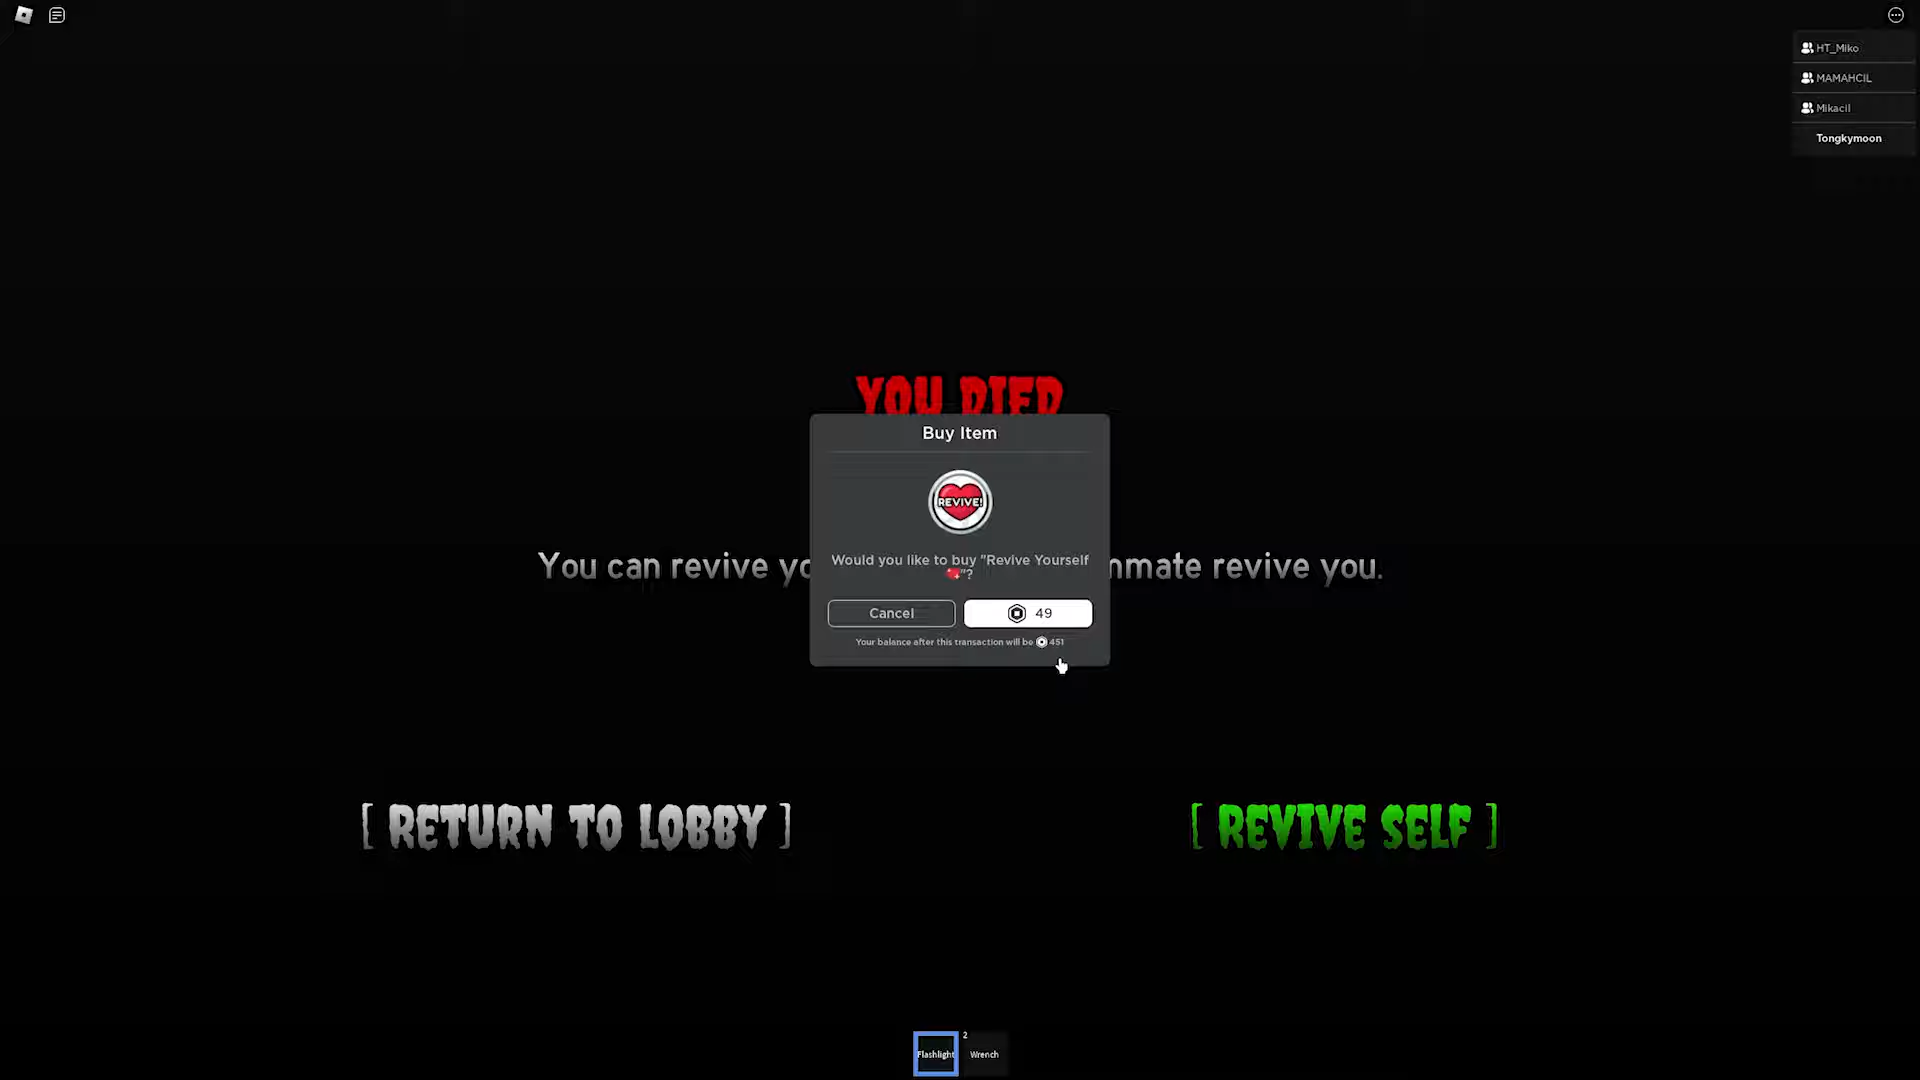 HT_Miko
MAMAHCIL
Mikacil
Tongkymoon
YOU DIED
Buy Item
REVIVE!
Would you like to buy "Revive Yourself
❤️"?
You can revive yo
mmate revive you.
Cancel
49
Your balance after this transaction will be 451
[ RETURN TO LOBBY ]
[ REVIVE SELF ]
Flashlight
2
Wrench